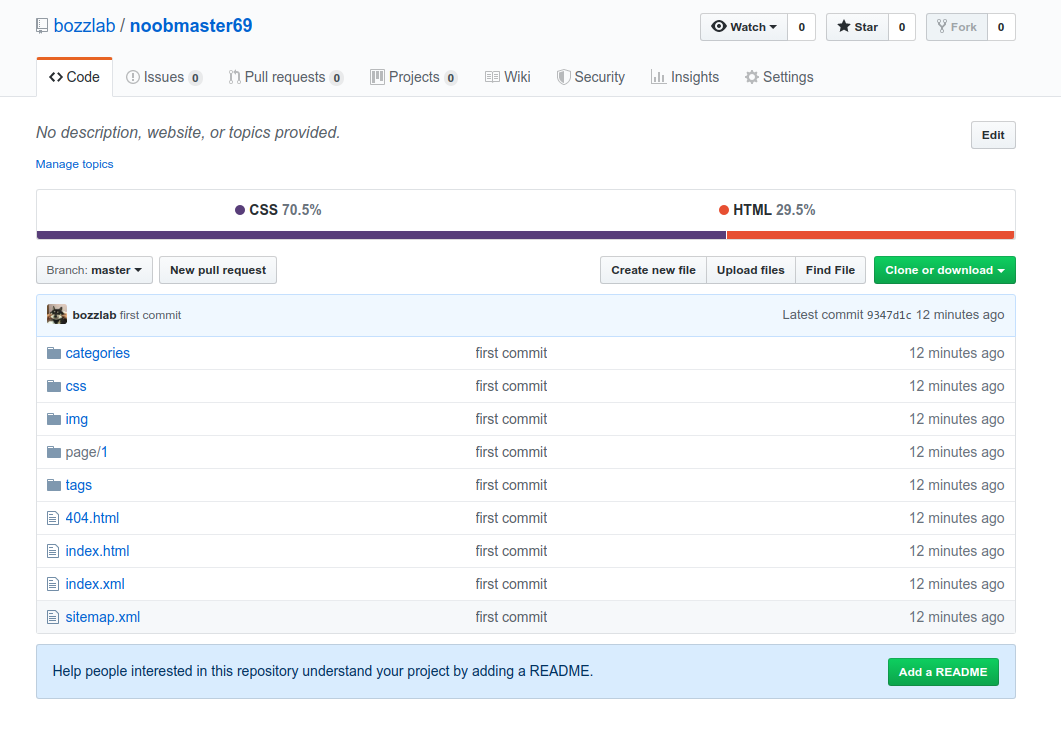 bozzlab / noobmaster69 Watch 0 Star 0 Fork 0
Code Issues 0 Pull requests 0 Projects 0 Wiki Security Insights Settings
No description, website, or topics provided. Edit
Manage topics
CSS 70.5% HTML 29.5%
Branch: master New pull request Create new file Upload files Find File Clone or download
bozzlab first commit Latest commit 9347d1c 12 minutes ago
categories first commit 12 minutes ago
css first commit 12 minutes ago
img first commit 12 minutes ago
page/1 first commit 12 minutes ago
tags first commit 12 minutes ago
404.html first commit 12 minutes ago
index.html first commit 12 minutes ago
index.xml first commit 12 minutes ago
sitemap.xml first commit 12 minutes ago
Help people interested in this repository understand your project by adding a README. Add a README